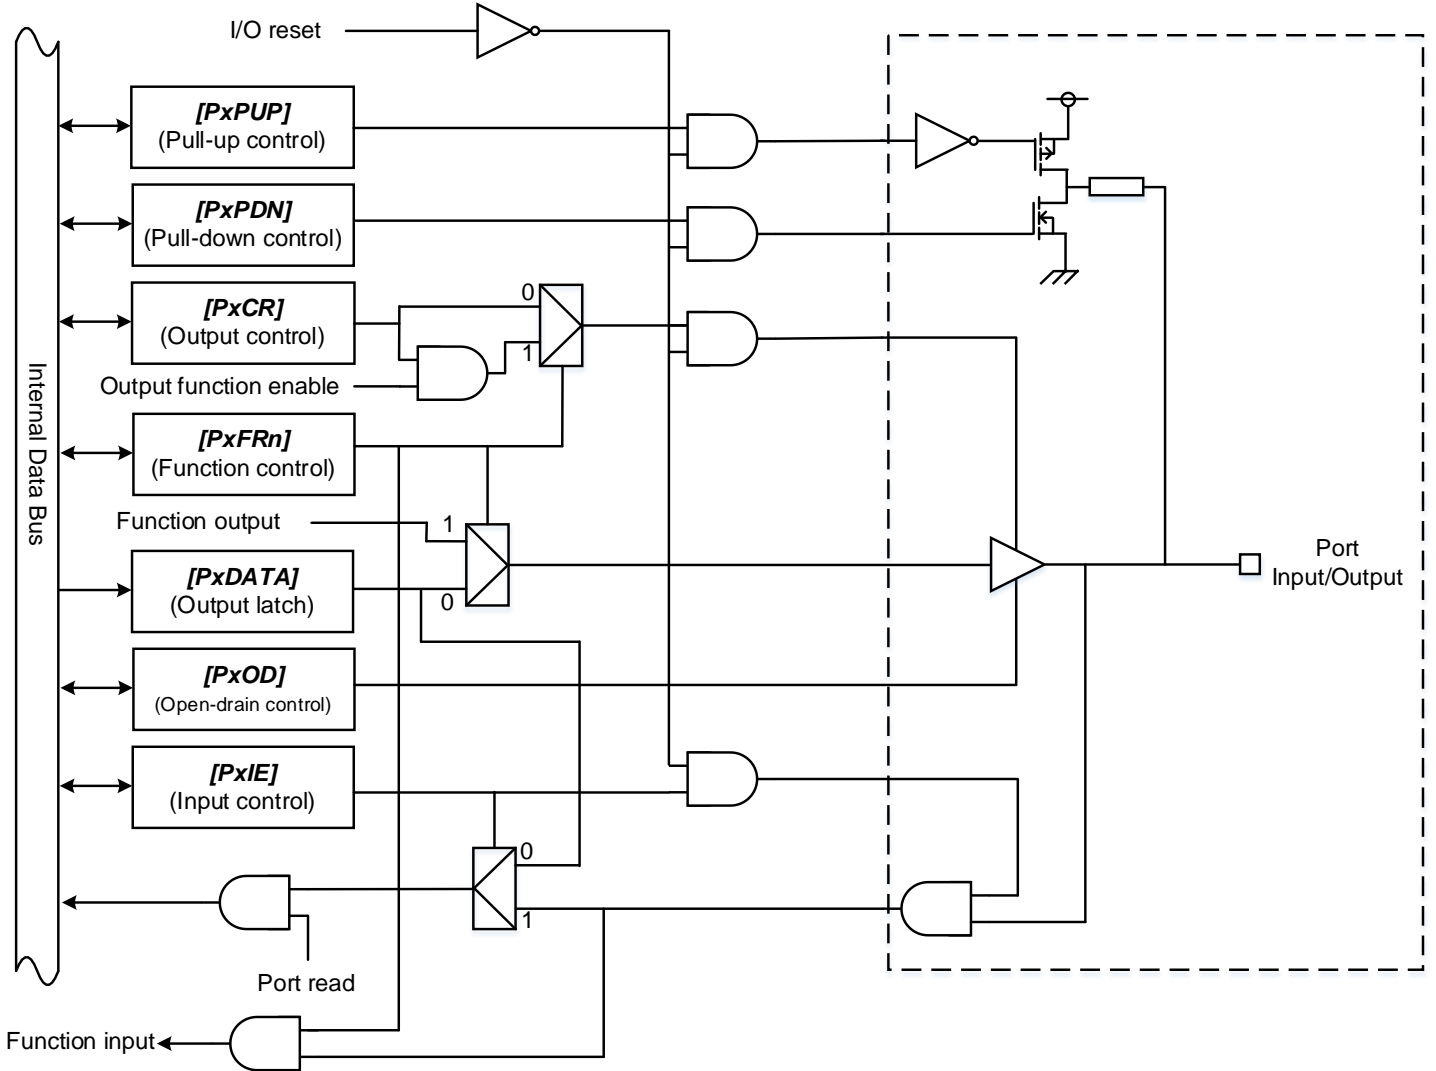 I/O reset
[PxPUP]
(Pull-up control)
[PxPDN]
(Pull-down control)
[PxCR]
(Output control)
0
1
Output function enable
Internal Data Bus
[PxFRn]
(Function control)
Function output
1
[PxDATA]
(Output latch)
0
Port
Input/Output
[PxOD]
(Open-drain control)
[PxIE]
(Input control)
0
1
Port read
Function input